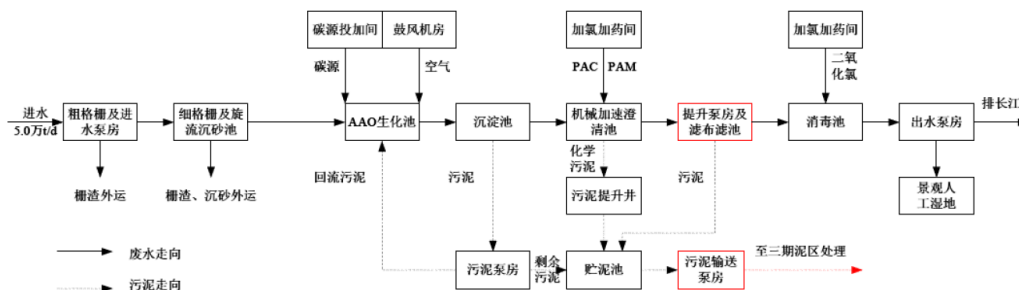 碳源投加间
鼓风机房
加氯加药间
加氯加药间
碳源
空气
PAC
PAM
二氧
化氯
进水
5.0万t/d
粗格栅及进
水泵房
细格栅及旋
流沉砂池
AAO生化池
沉淀池
机械加速澄
清池
提升泵房及
滤布滤池
消毒池
出水泵房
排长江
栅渣外运
栅渣、沉砂外运
回流污泥
污泥
化学
污泥
污泥
污泥提升井
景观人
工湿地
废水走向
污泥走向
污泥泵房
剩余
污泥
贮泥池
污泥输送
泵房
至三期泥区处理